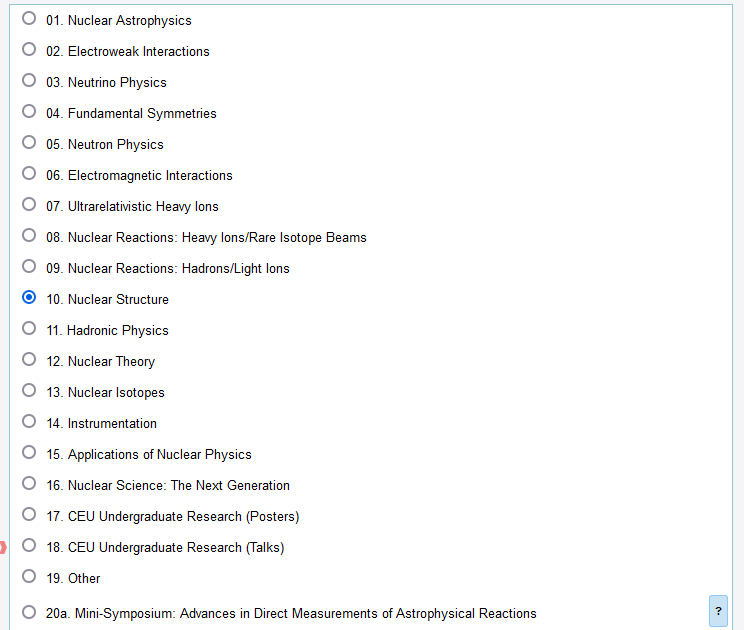 01. Nuclear Astrophysics
02. Electroweak Interactions
03. Neutrino Physics
04. Fundamental Symmetries
05. Neutron Physics
06. Electromagnetic Interactions
07. Ultrarelativistic Heavy Ions
08. Nuclear Reactions: Heavy Ions/Rare Isotope Beams
09. Nuclear Reactions: Hadrons/Light Ions
10. Nuclear Structure
11. Hadronic Physics
12. Nuclear Theory
13. Nuclear Isotopes
14. Instrumentation
15. Applications of Nuclear Physics
16. Nuclear Science: The Next Generation
17. CEU Undergraduate Research (Posters)
18. CEU Undergraduate Research (Talks)
19. Other
20a. Mini-Symposium: Advances in Direct Measurements of Astrophysical Reactions
?